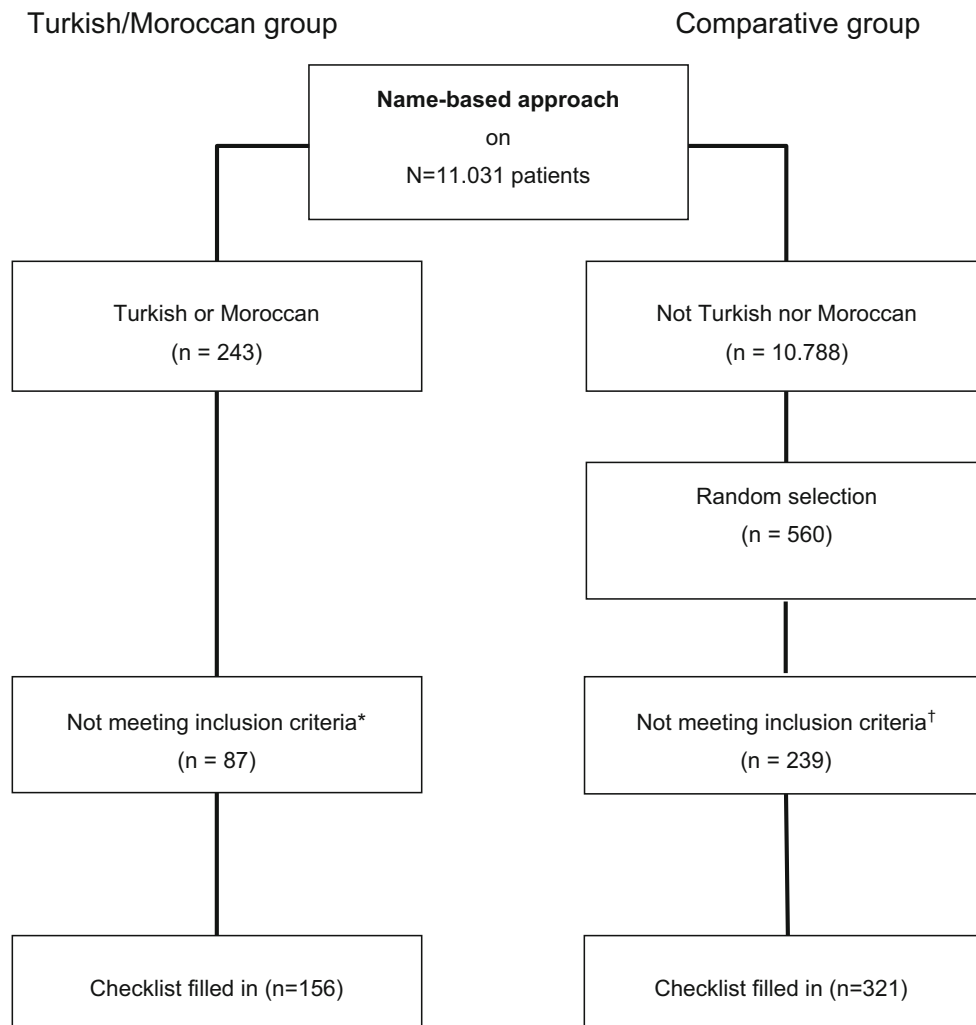 Turkish/Moroccan group
Comparative group
Name-based approach
on
N=11.031 patients
Turkish or Moroccan
(n = 243)
Not Turkish nor Moroccan
(n = 10.788)
Random selection
(n = 560)
Not meeting inclusion criteria*
(n = 87)
Not meeting inclusion criteria†
(n = 239)
Checklist filled in (n=156)
Checklist filled in (n=321)